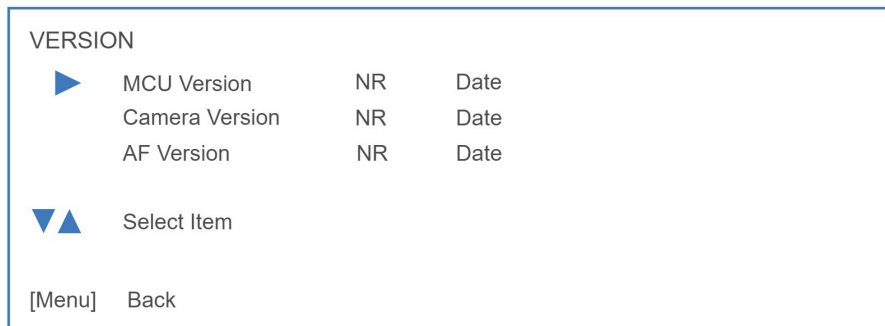 VERSION
MCU Version NR Date
Camera Version NR Date
AF Version NR Date
Select Item
[Menu] Back